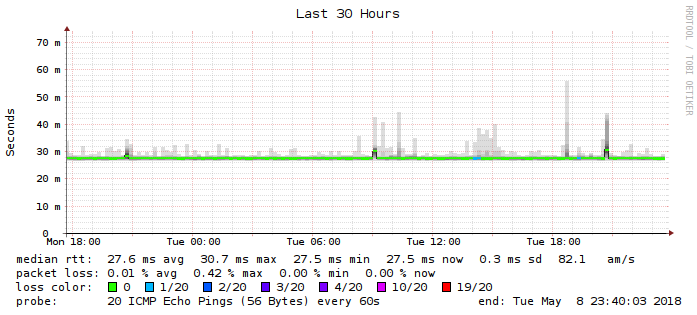 Last 30 Hours
RRDTOOL / TOBI OETIKER
Seconds
70 m
60 m
50 m
40 m
30 m
20 m
10 m
0
Mon 18:00 Tue 00:00 Tue 06:00 Tue 12:00 Tue 18:00
median rtt: 27.6 ms avg 30.7 ms max 27.5 ms min 27.5 ms now 0.3 ms sd 82.1 am/s
packet loss: 0.01 % avg 0.42 % max 0.00 % min 0.00 % now
loss color: 0 1/20 2/20 3/20 4/20 10/20 19/20
probe: 20 ICMP Echo Pings (56 Bytes) every 60s end: Tue May 8 23:40:03 2018